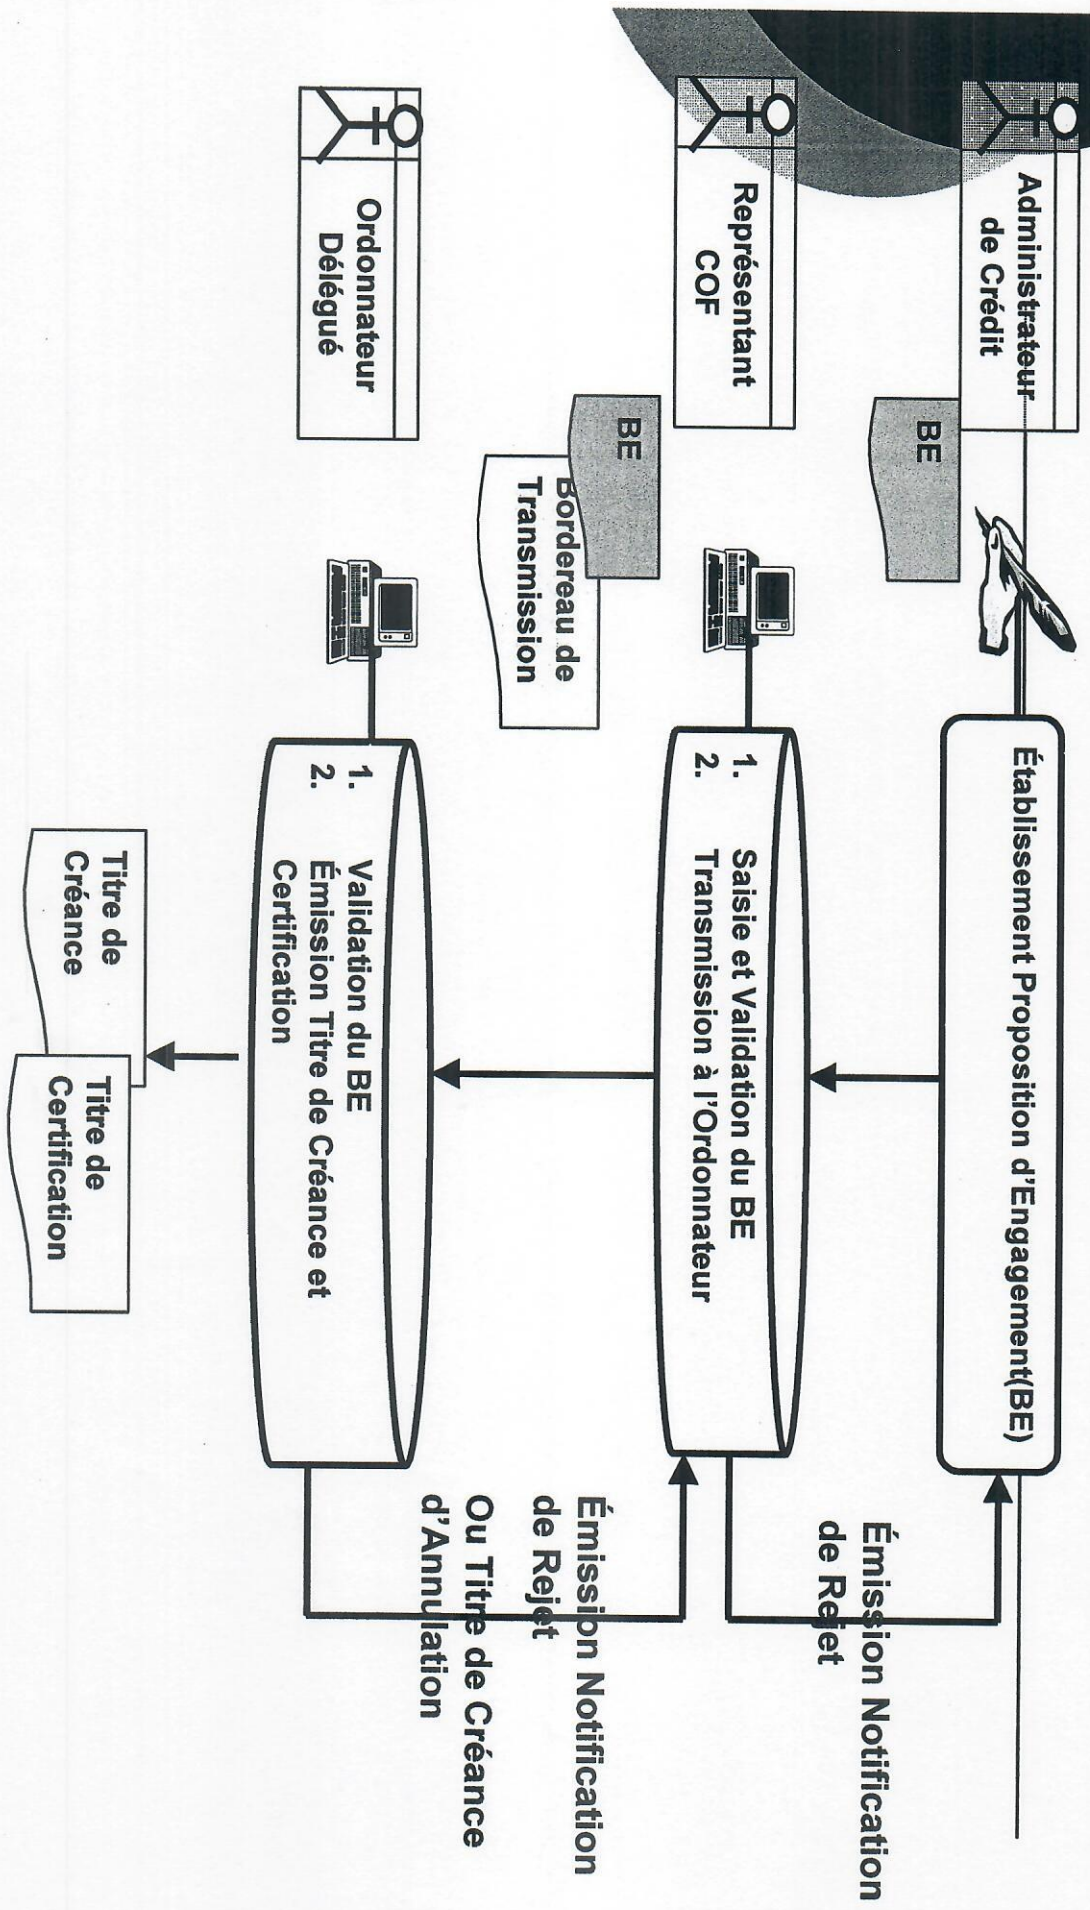 Administrateur
de Crédit
BE
Établissement Proposition d'Engagement(BE)
Émission Notification
de Rejet
Représentant
COF
BE
Bordereau de
Transmission
1. Saisie et Validation du BE
2. Transmission à l'Ordonnateur
Émission Notification
de Rejet
Ou Titre de Créance
d'Annulation
Ordonnateur
Délégué
1. Validation du BE
2. Émission Titre de Créance et
Certification
Titre de
Créance
Titre de
Certification